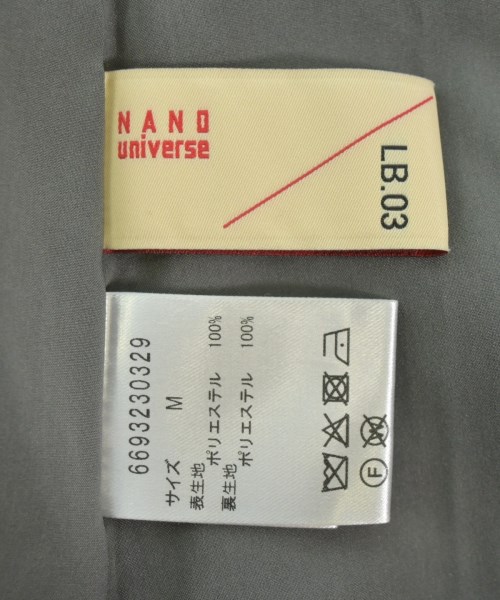 NANO
universe
LB.03
6693230329
サイズ M
表生地 ポリエステル 100%
裏生地 ポリエステル 100%
F